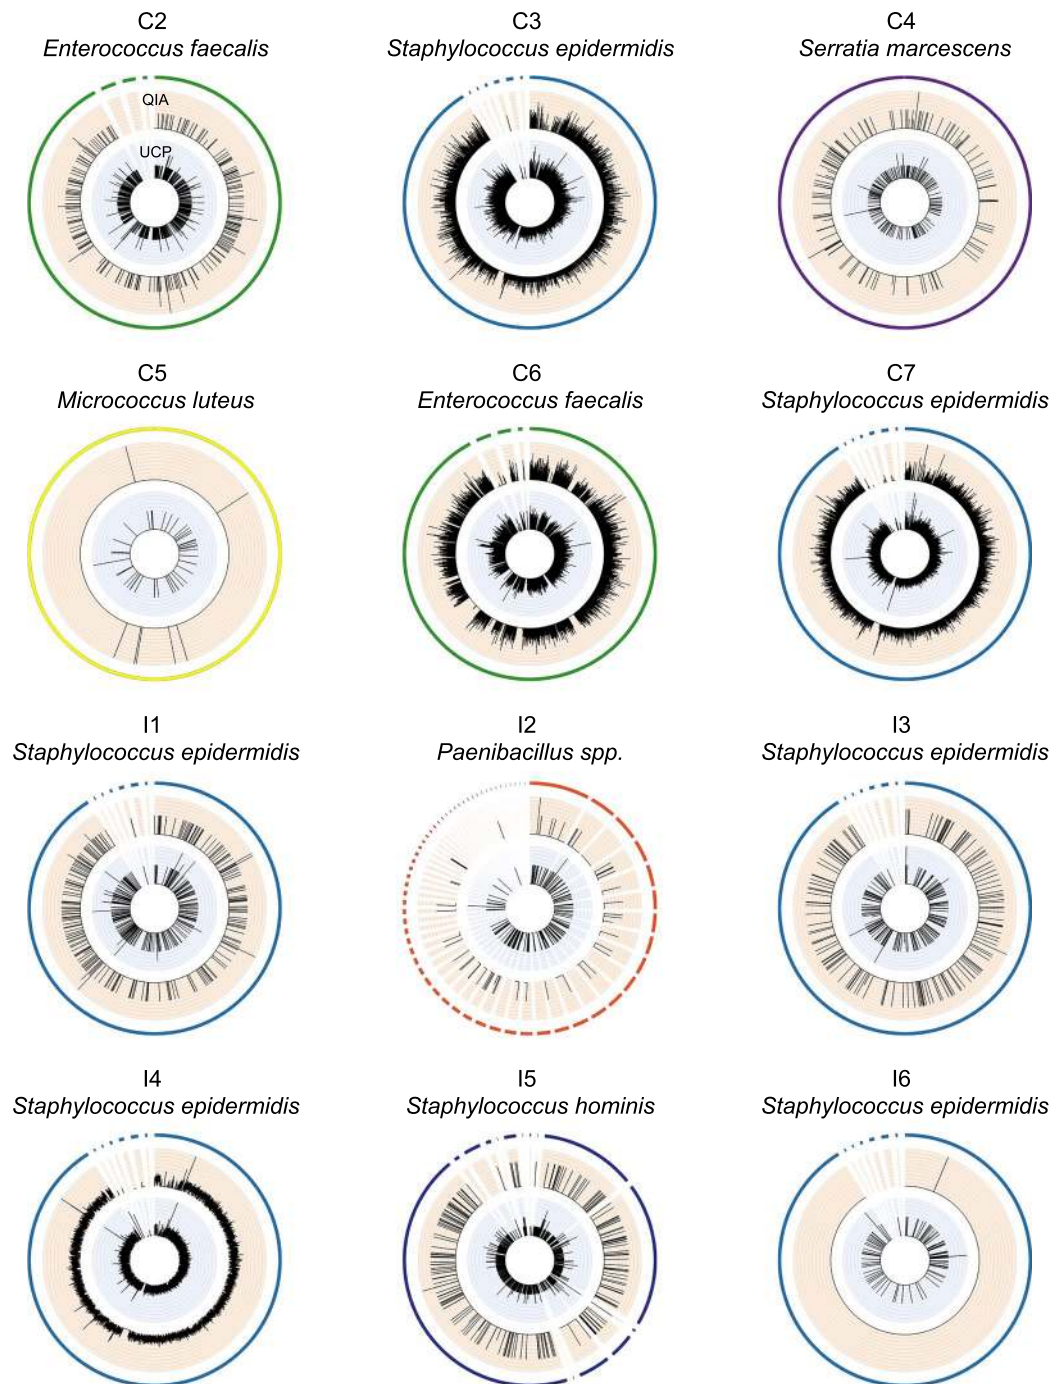 C2
Enterococcus faecalis
C3
Staphylococcus epidermidis
C4
Serratia marcescens
QIA
UCP
C5
Micrococcus luteus
C6
Enterococcus faecalis
C7
Staphylococcus epidermidis
I1
Staphylococcus epidermidis
I2
Paenibacillus spp.
I3
Staphylococcus epidermidis
I4
Staphylococcus epidermidis
I5
Staphylococcus hominis
I6
Staphylococcus epidermidis